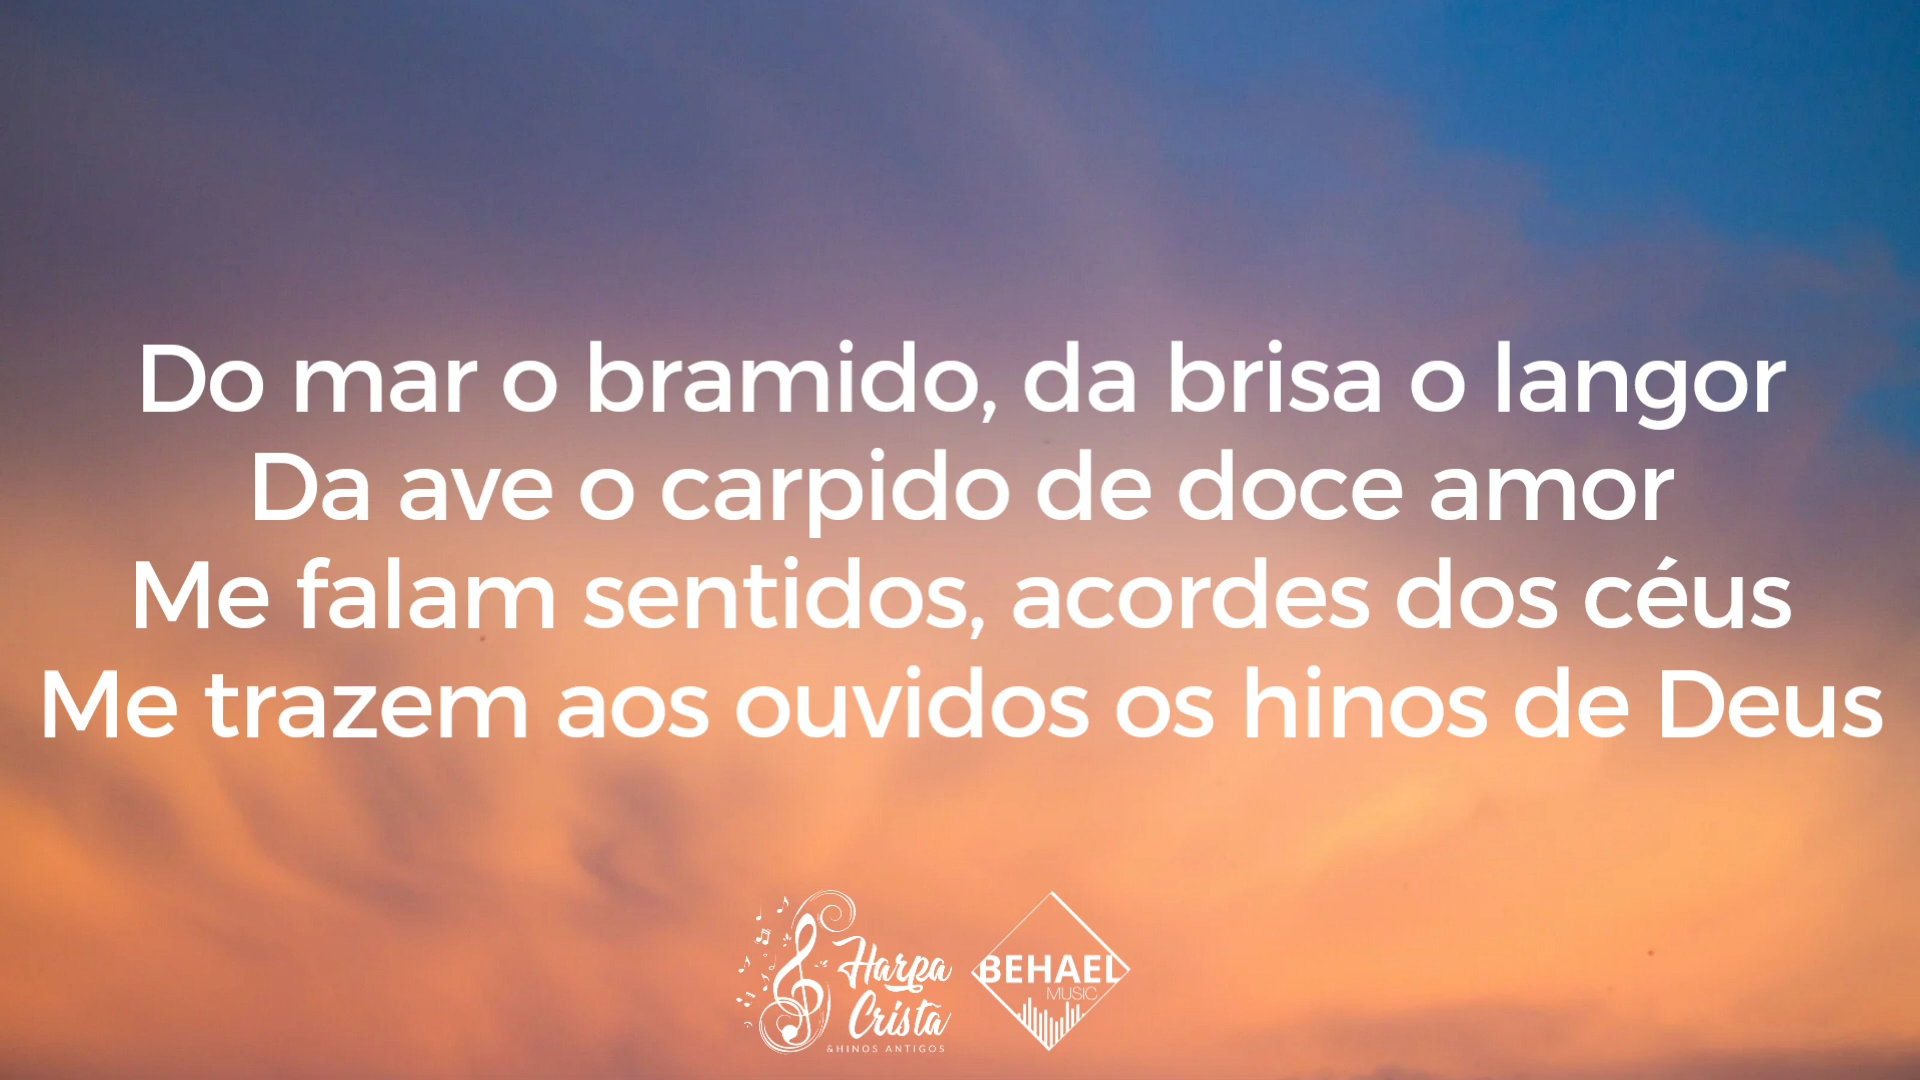 Do mar o bramido, da brisa o langor
Da ave o carpido de doce amor
Me falam sentidos, acordes dos céus
Me trazem aos ouvidos os hinos de Deus
Harpa
Cristã
&HINOS ANTIGOS
BEHAEL
MUSIC